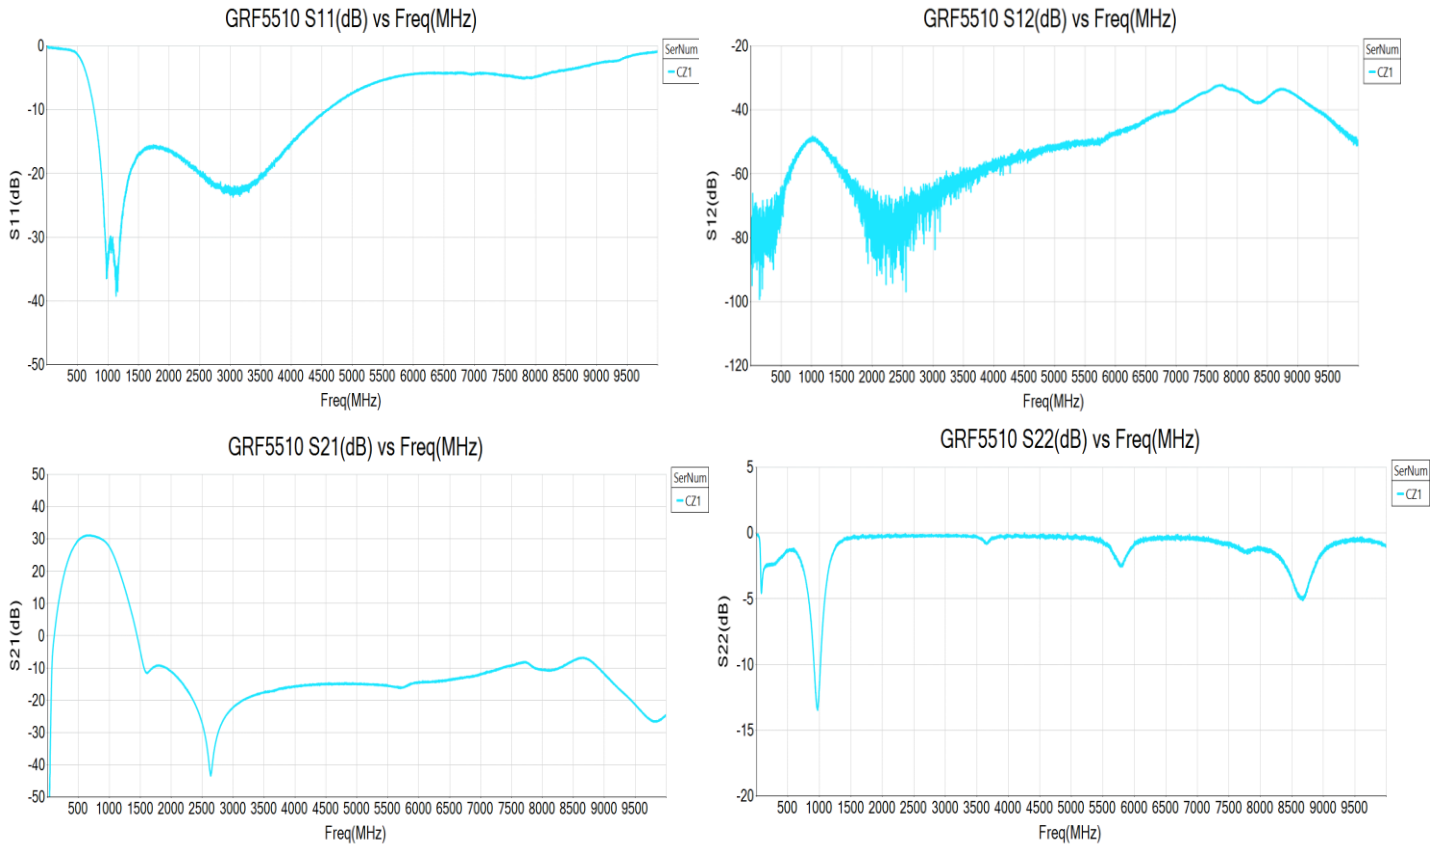 GRF5510 S11(dB) vs Freq(MHz)
0
-10
-20
-30
-40
-50
S11(dB)
500 1000 1500 2000 2500 3000 3500 4000 4500 5000 5500 6000 6500 7000 7500 8000 8500 9000 9500
Freq(MHz)
SerNum
CZ1
GRF5510 S12(dB) vs Freq(MHz)
-20
-40
-60
-80
-100
-120
S12(dB)
500 1000 1500 2000 2500 3000 3500 4000 4500 5000 5500 6000 6500 7000 7500 8000 8500 9000 9500
Freq(MHz)
SerNum
CZ1
GRF5510 S21(dB) vs Freq(MHz)
50
40
30
20
10
0
-10
-20
-30
-40
-50
S21(dB)
500 1000 1500 2000 2500 3000 3500 4000 4500 5000 5500 6000 6500 7000 7500 8000 8500 9000 9500
Freq(MHz)
SerNum
CZ1
GRF5510 S22(dB) vs Freq(MHz)
5
0
-5
-10
-15
-20
S22(dB)
500 1000 1500 2000 2500 3000 3500 4000 4500 5000 5500 6000 6500 7000 7500 8000 8500 9000 9500
Freq(MHz)
SerNum
CZ1